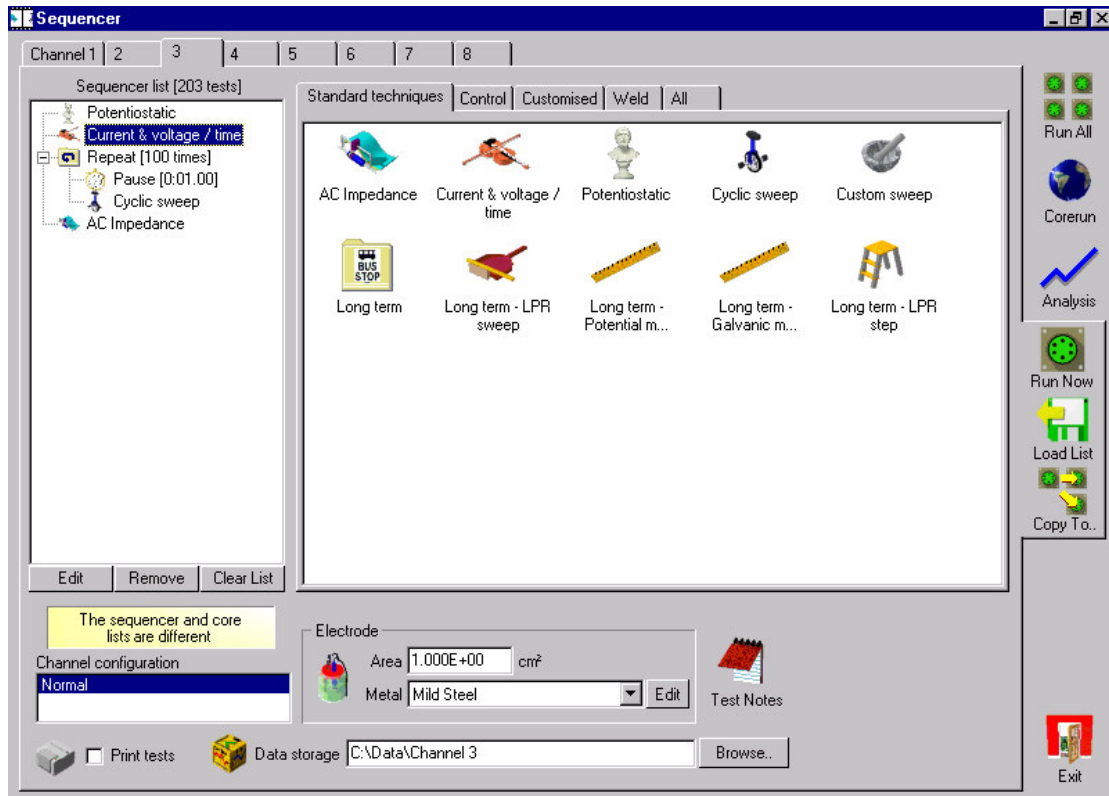 Sequencer
Channel 1 2 3 4 5 6 7 8
Sequencer list [203 tests]
Potentiostatic
Current & voltage / time
Repeat [100 times]
Pause [0:01.00]
Cyclic sweep
AC Impedance
Edit Remove Clear List
Standard techniques Control Customised Weld All
AC Impedance
Current & voltage /
time
Potentiostatic
Cyclic sweep
Custom sweep
BUS
STOP
Long term
Long term - LPR
sweep
Long term -
Potential m...
Long term -
Galvanic m...
Long term - LPR
step
Run All
Corerun
Analysis
Run Now
Load List
Copy To..
The sequencer and core
lists are different
Channel configuration
Normal
Electrode
Area 1.000E+00 cm²
Metal Mild Steel Edit
Test Notes
Print tests
Data storage C:\Data\Channel 3 Browse..
Exit